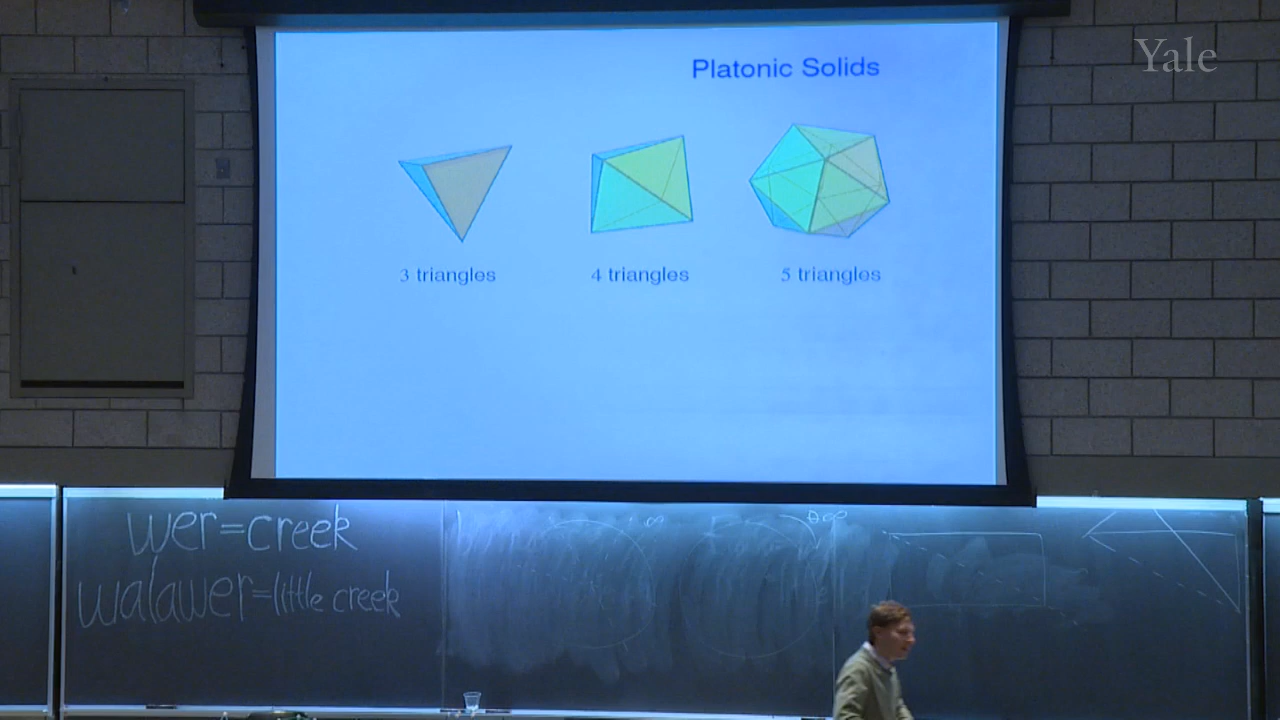 Yale
Platonic Solids
3 triangles
4 triangles
5 triangles
wer=creek
walawer=little creek